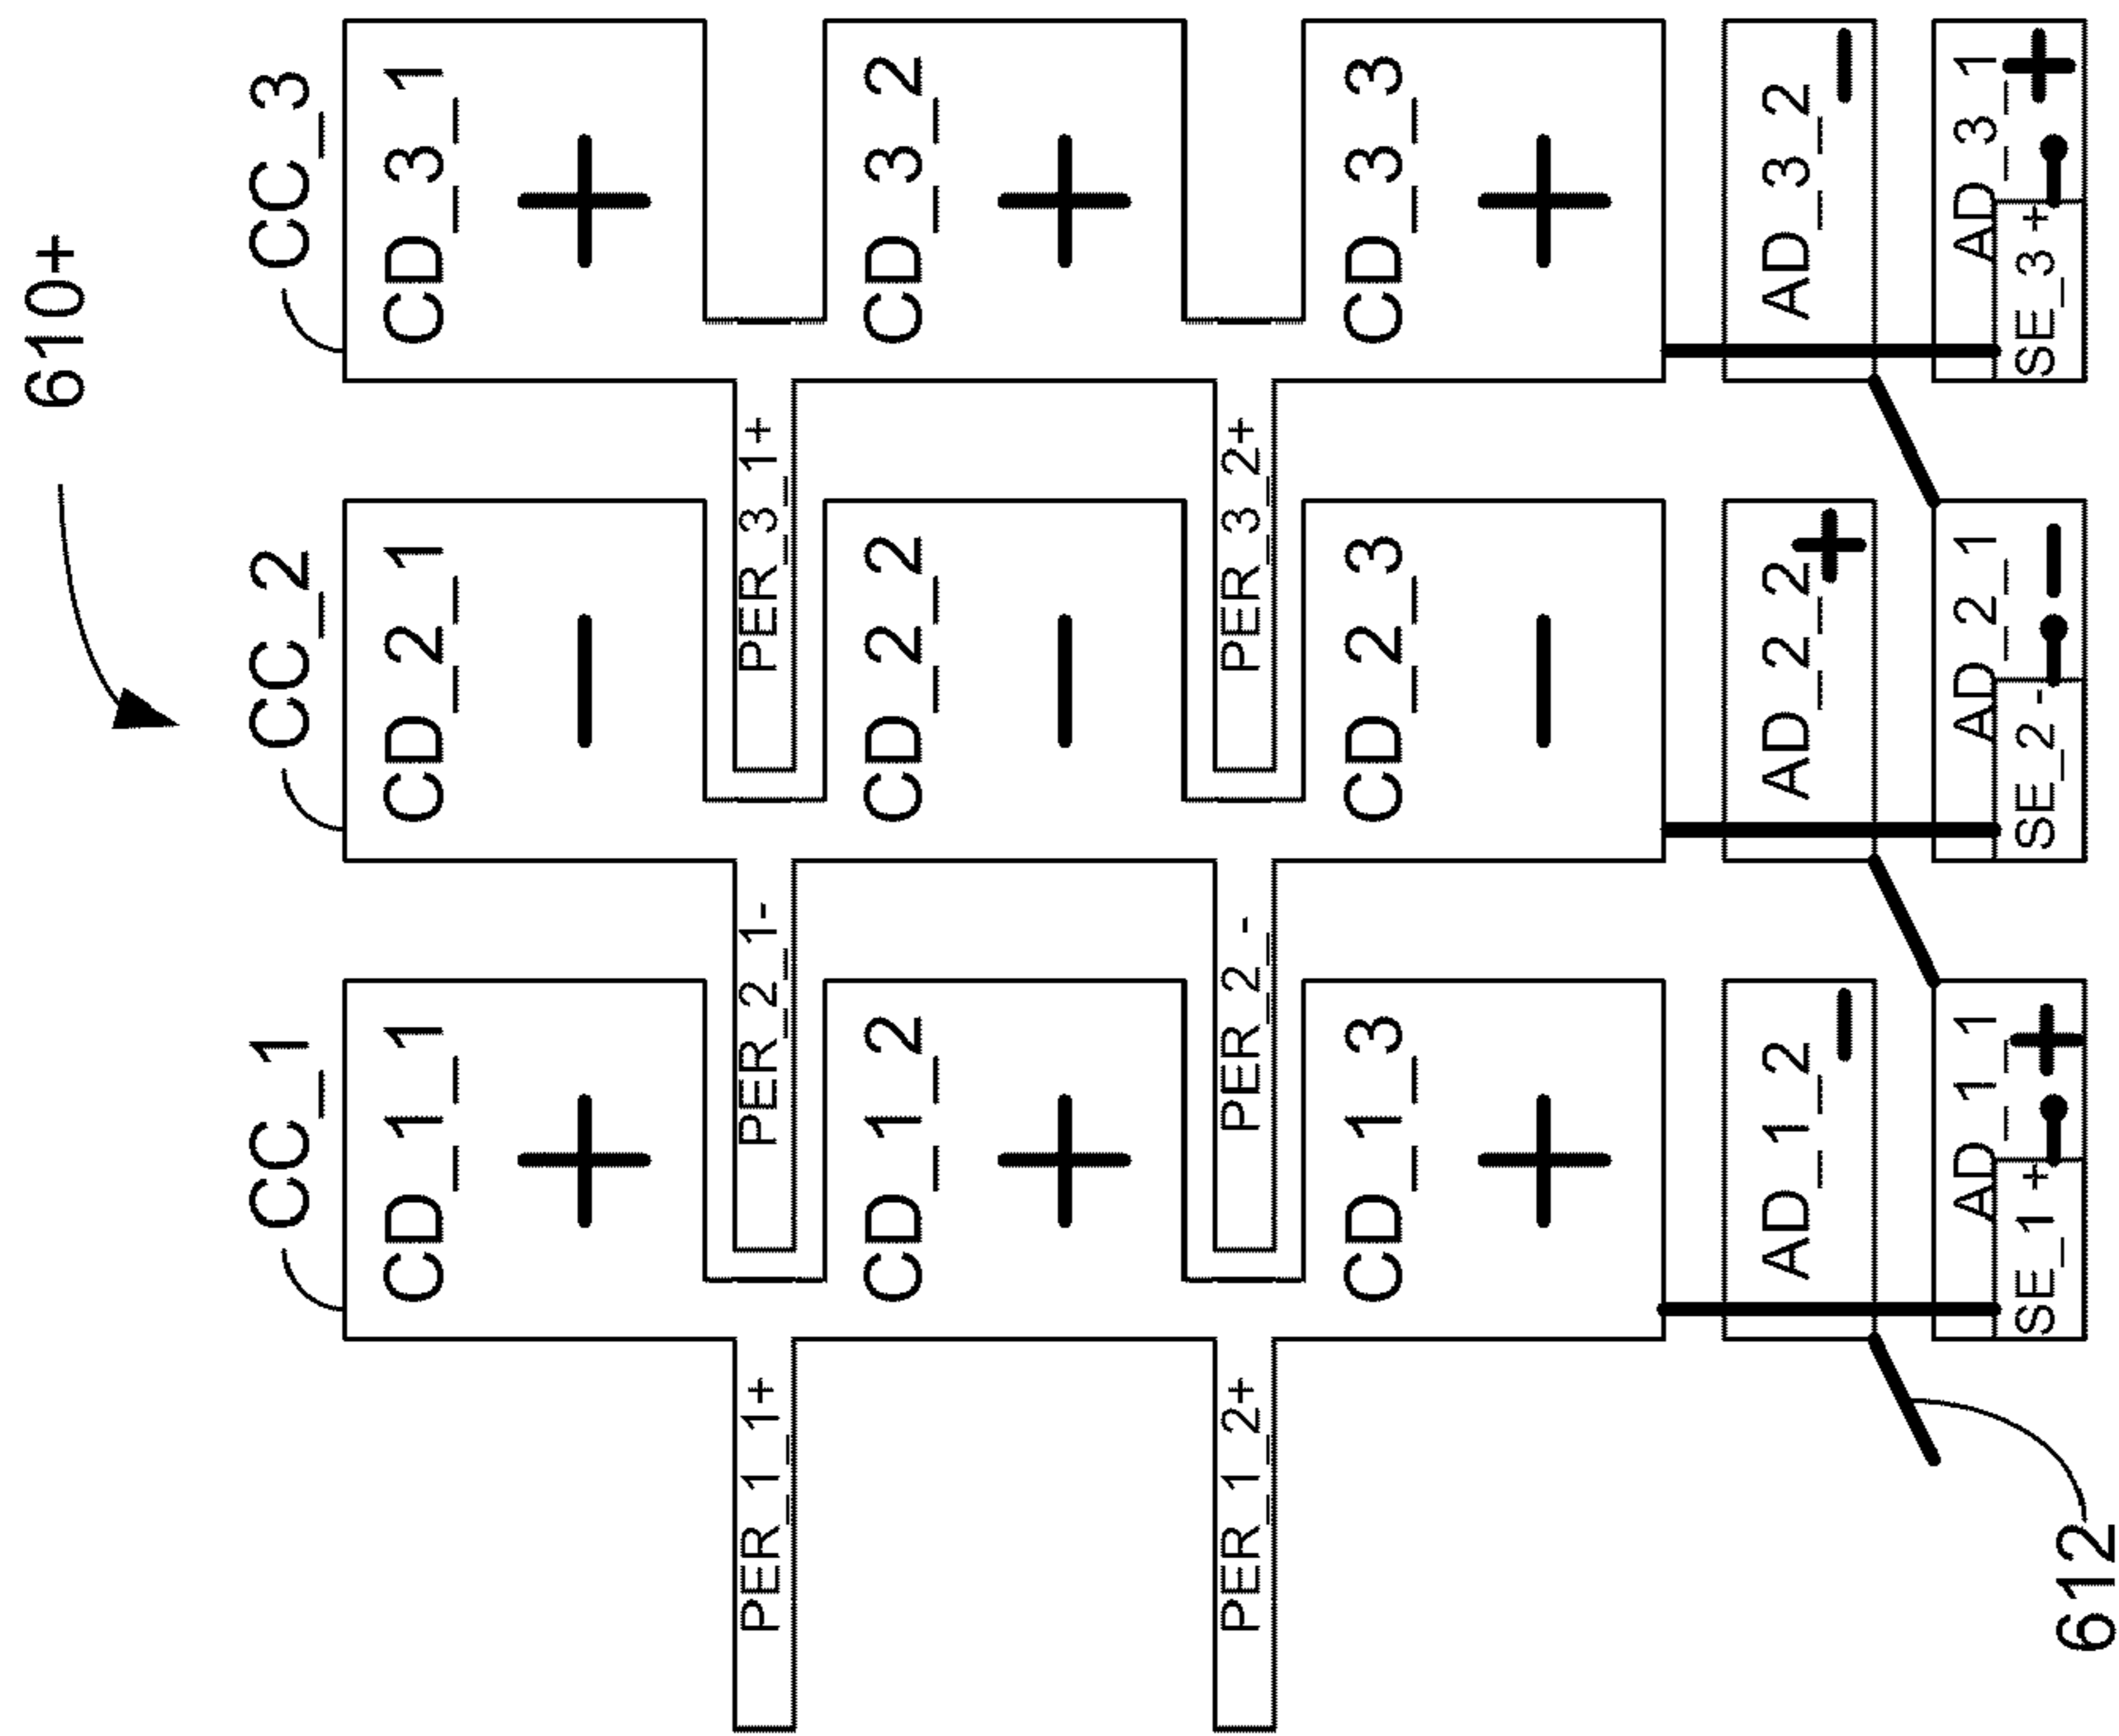 610+
CC_1
CC_2
CC_3
CD_1_1
CD_2_1
CD_3_1
+
−
+
PER_1_1+
PER_2_1-
PER_3_1+
CD_1_2
CD_2_2
CD_3_2
+
−
+
PER_1_2+
PER_2_-
PER_3_2+
CD_1_3
CD_2_3
CD_3_3
+
−
+
AD_1_2 −
AD_2_2 +
AD_3_2 −
AD_1_1 +
AD_2_1 −
AD_3_1 +
SE_1 +
SE_2 -
SE_3 +
612